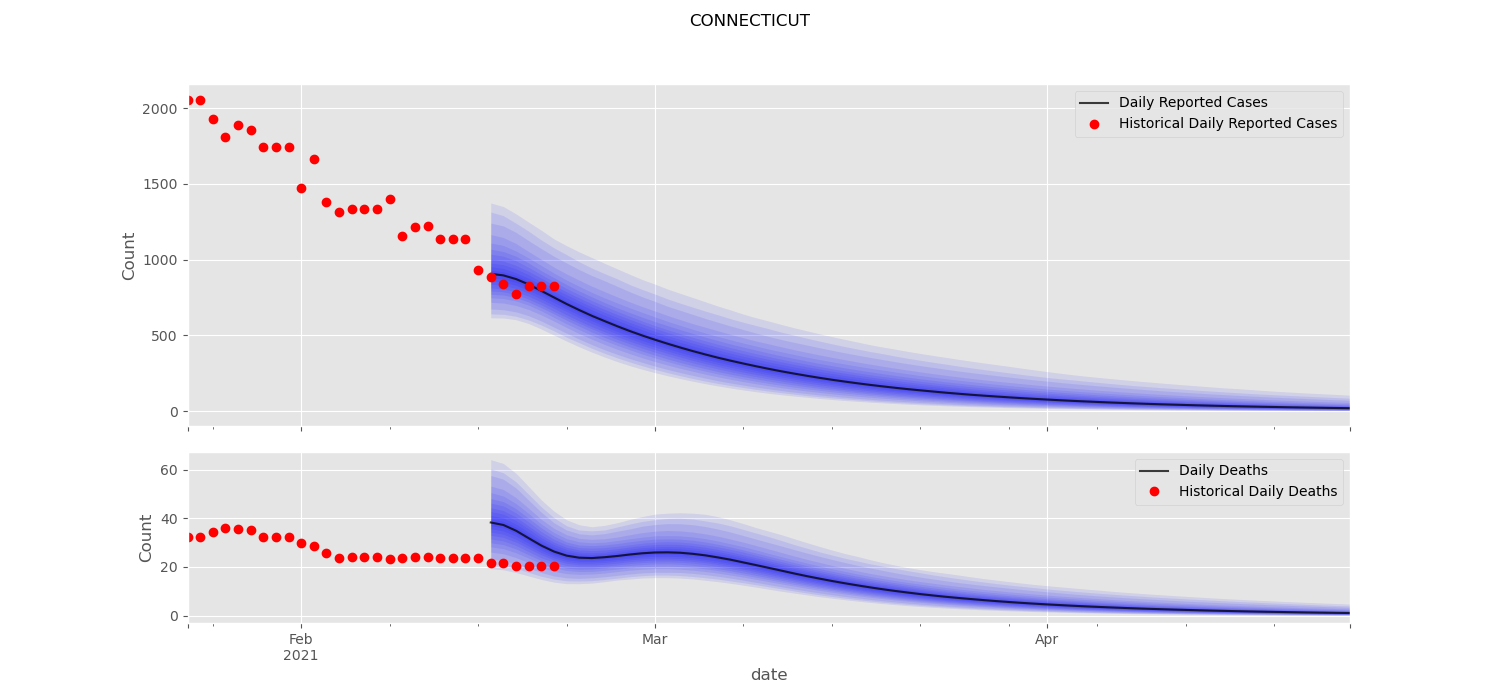 CONNECTICUT
2000
1500
1000
500
0
Count
Daily Reported Cases
Historical Daily Reported Cases
60
40
20
0
Count
Daily Deaths
Historical Daily Deaths
Feb
2021
Mar
Apr
date